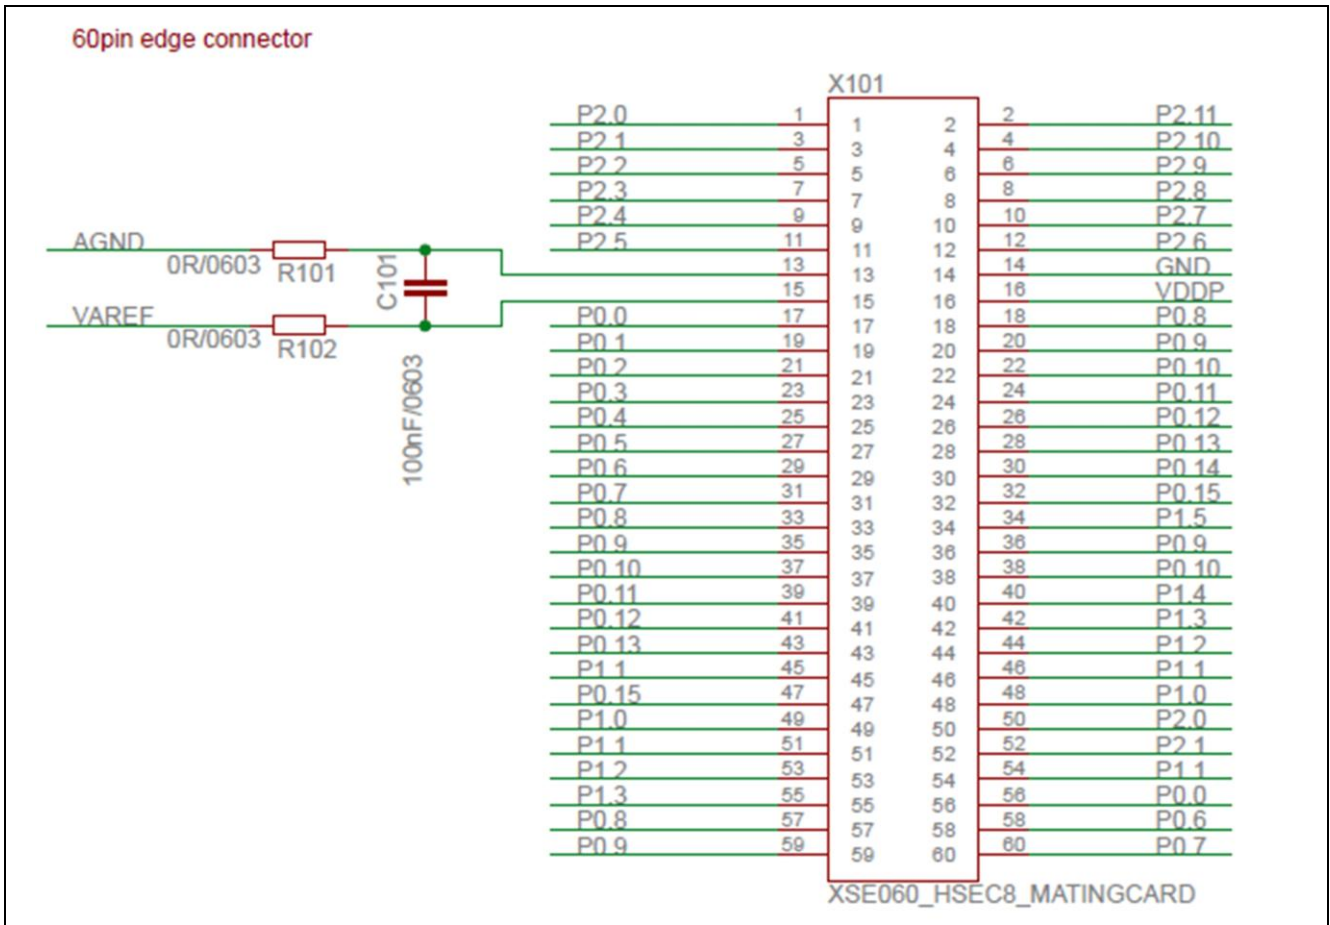 60pin edge connector
X101
P2.0 1 1 2 2 P2.11
P2.1 3 3 4 4 P2.10
P2.2 5 5 6 6 P2.9
P2.3 7 7 8 8 P2.8
P2.4 9 9 10 10 P2.7
P2.5 11 11 12 12 P2.6
AGND 0R/0603 R101 13 13 14 14 GND
C101
100nF/0603
15 15 16 16 VDDP
VAREF 0R/0603 R102
P0.0 17 17 18 18 P0.8
P0.1 19 19 20 20 P0.9
P0.2 21 21 22 22 P0.10
P0.3 23 23 24 24 P0.11
P0.4 25 25 26 26 P0.12
P0.5 27 27 28 28 P0.13
P0.6 29 29 30 30 P0.14
P0.7 31 31 32 32 P0.15
P0.8 33 33 34 34 P1.5
P0.9 35 35 36 36 P0.9
P0.10 37 37 38 38 P0.10
P0.11 39 39 40 40 P1.4
P0.12 41 41 42 42 P1.3
P0.13 43 43 44 44 P1.2
P1.1 45 45 46 46 P1.1
P0.15 47 47 48 48 P1.0
P1.0 49 49 50 50 P2.0
P1.1 51 51 52 52 P2.1
P1.2 53 53 54 54 P1.1
P1.3 55 55 56 56 P0.0
P0.8 57 57 58 58 P0.6
P0.9 59 59 60 60 P0.7
XSE060_HSEC8_MATINGCARD